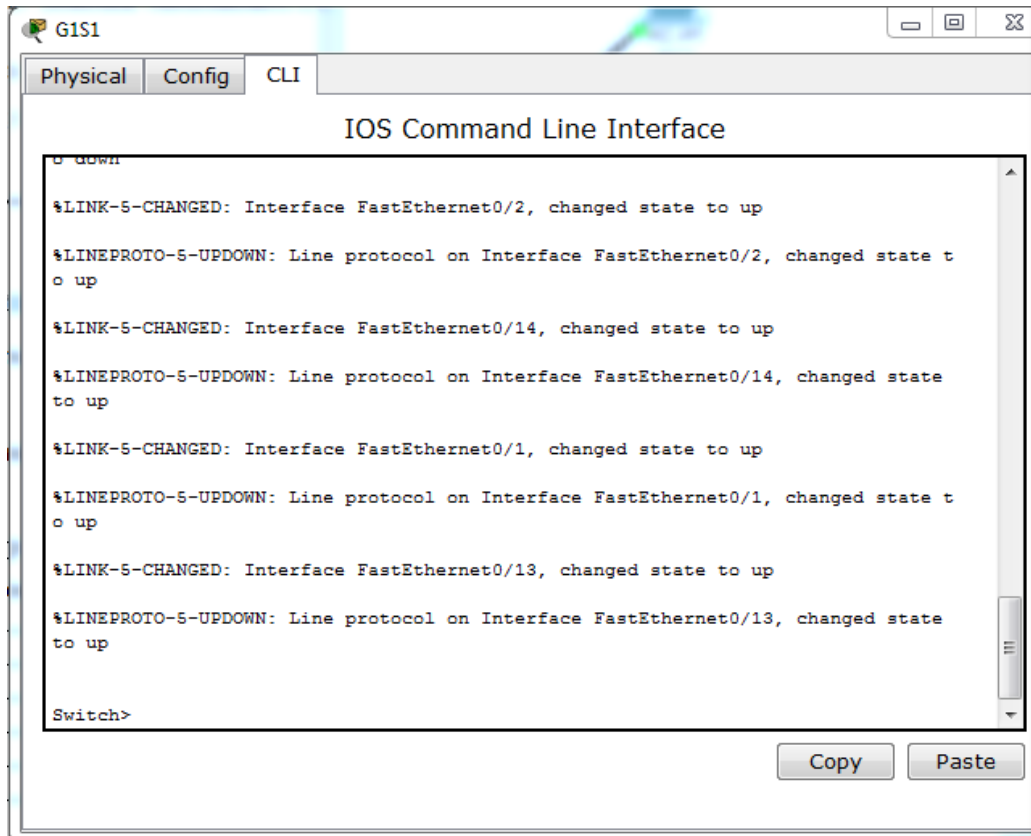 G1S1
Physical Config CLI
IOS Command Line Interface
o down
%LINK-5-CHANGED: Interface FastEthernet0/2, changed state to up
%LINEPROTO-5-UPDOWN: Line protocol on Interface FastEthernet0/2, changed state t
o up
%LINK-5-CHANGED: Interface FastEthernet0/14, changed state to up
%LINEPROTO-5-UPDOWN: Line protocol on Interface FastEthernet0/14, changed state
to up
%LINK-5-CHANGED: Interface FastEthernet0/1, changed state to up
%LINEPROTO-5-UPDOWN: Line protocol on Interface FastEthernet0/1, changed state t
o up
%LINK-5-CHANGED: Interface FastEthernet0/13, changed state to up
%LINEPROTO-5-UPDOWN: Line protocol on Interface FastEthernet0/13, changed state
to up
Switch>
Copy Paste